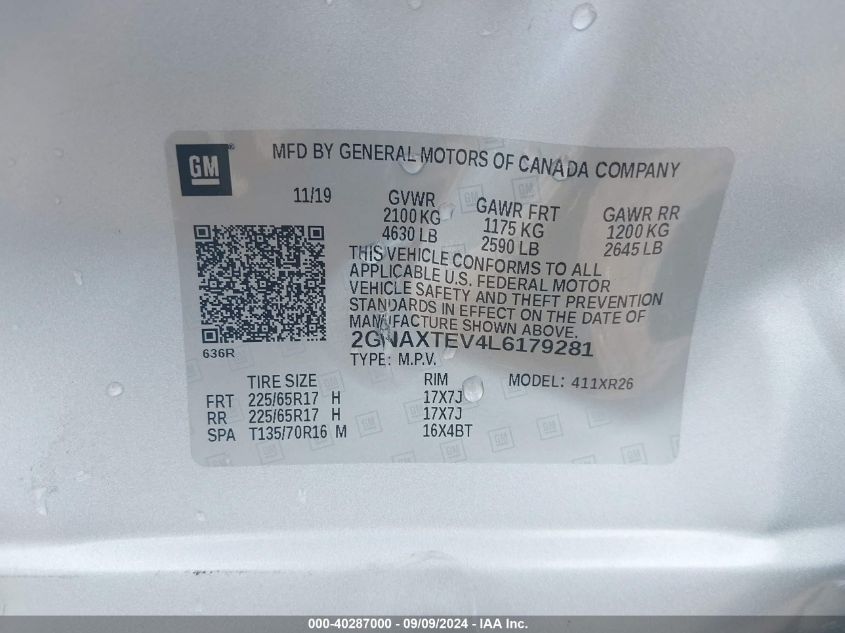 GM
MFD BY GENERAL MOTORS OF CANADA COMPANY
11/19
GVWR
2100 KG
4630 LB
GAWR FRT
1175 KG
2590 LB
GAWR RR
1200 KG
2645 LB
THIS VEHICLE CONFORMS TO ALL
APPLICABLE U.S. FEDERAL MOTOR
VEHICLE SAFETY AND THEFT PREVENTION
STANDARDS IN EFFECT ON THE DATE OF
MANUFACTURE SHOWN ABOVE.
2GNAXTEV4L6179281
636R
TYPE: M.P.V.
TIRE SIZE RIM MODEL: 411XR26
FRT 225/65R17 H 17X7J
RR 225/65R17 H 17X7J
SPA T135/70R16 M 16X4BT
000-40287000 - 09/09/2024 - IAAI Inc.